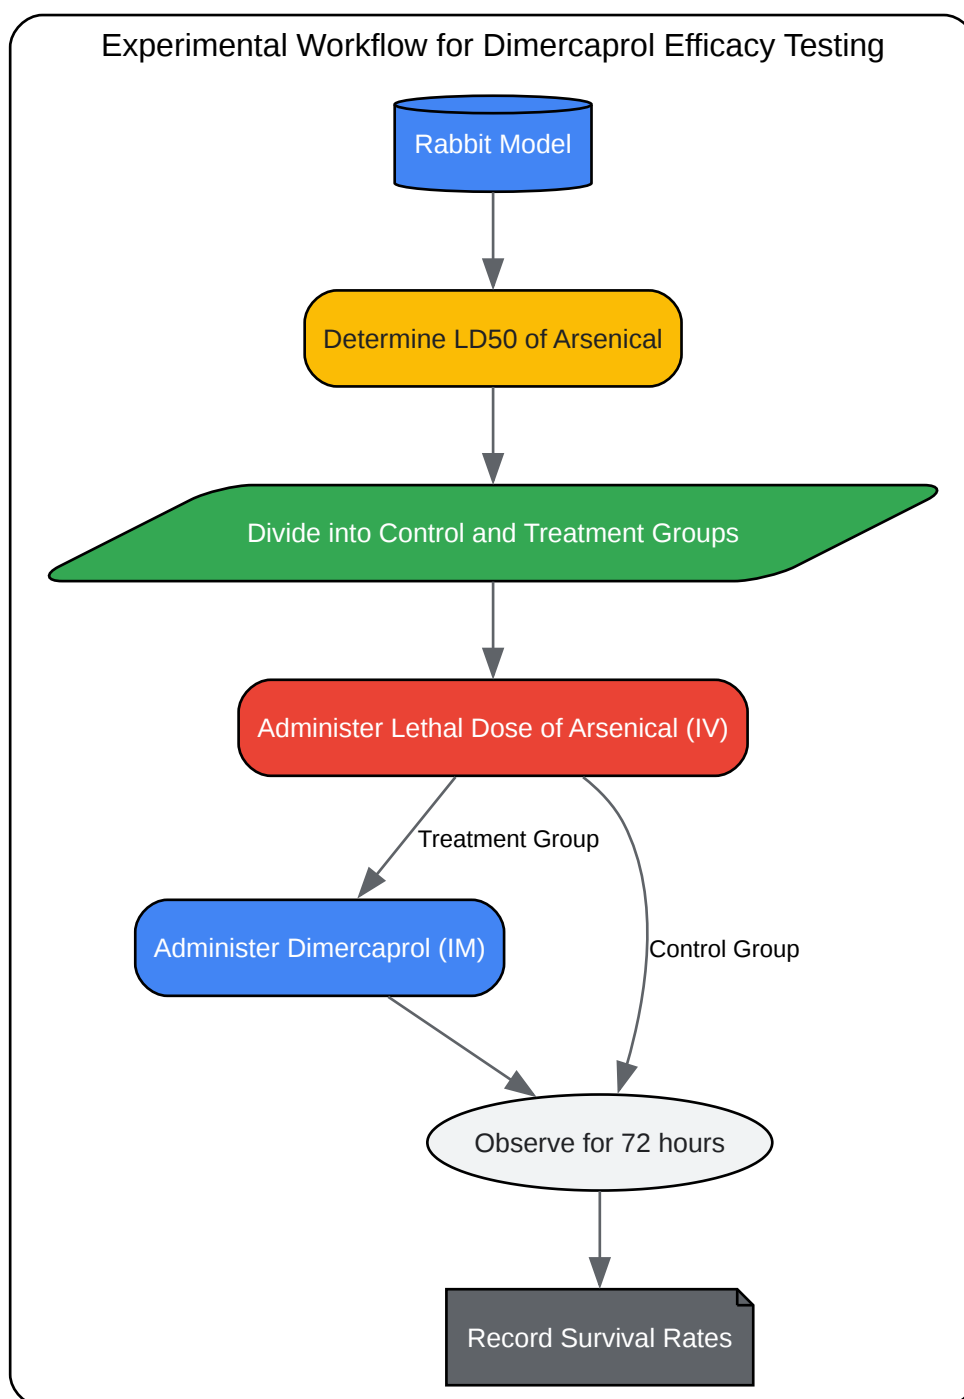 Experimental Workflow for Dimercaprol Efficacy Testing
Rabbit Model
Determine LD50 of Arsenical
Divide into Control and Treatment Groups
Administer Lethal Dose of Arsenical (IV)
Treatment Group
Administer Dimercaprol (IM)
Control Group
Observe for 72 hours
Record Survival Rates